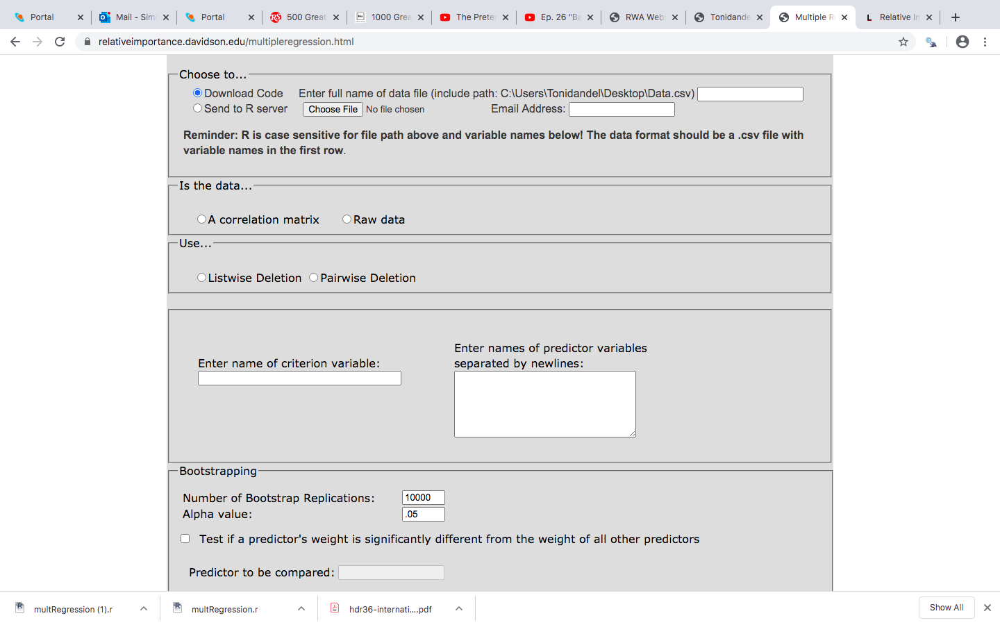 Portal
Mail - Sim
Portal
500 Great
1000 Grea
The Preter
Ep. 26 "Ba
RWA Web
Tonidande
Multiple R
Relative In
relativeimportance.davidson.edu/multipleregression.html
Choose to...
Download Code Enter full name of data file (include path: C:\Users\Tonidandel\Desktop\Data.csv)
Send to R server Choose File No file chosen Email Address:
Reminder: R is case sensitive for file path above and variable names below! The data format should be a .csv file with
variable names in the first row.
Is the data...
A correlation matrix Raw data
Use...
Listwise Deletion Pairwise Deletion
Enter name of criterion variable:
Enter names of predictor variables
separated by newlines:
Bootstrapping
Number of Bootstrap Replications: 10000
Alpha value: .05
Test if a predictor's weight is significantly different from the weight of all other predictors
Predictor to be compared:
multRegression (1).r
multRegression.r
hdr36-internati....pdf
Show All